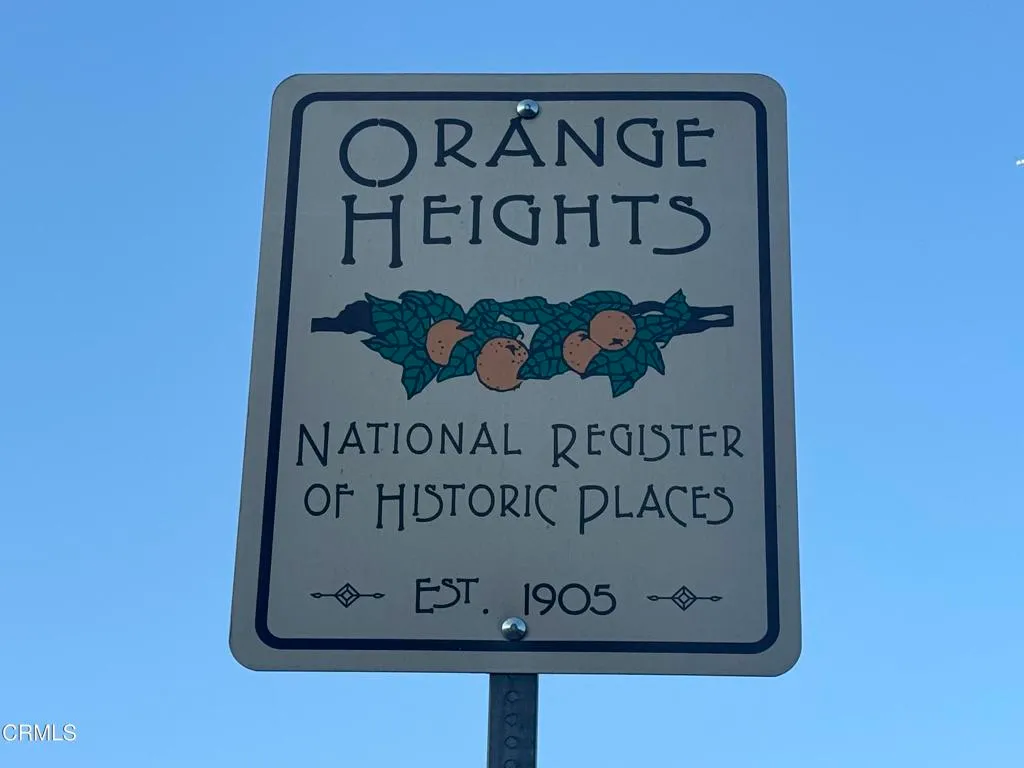 ORANGE
HEIGHTS
NATIONAL REGISTER
OF HISTORIC PLACES
EST. 1905
CRMLS